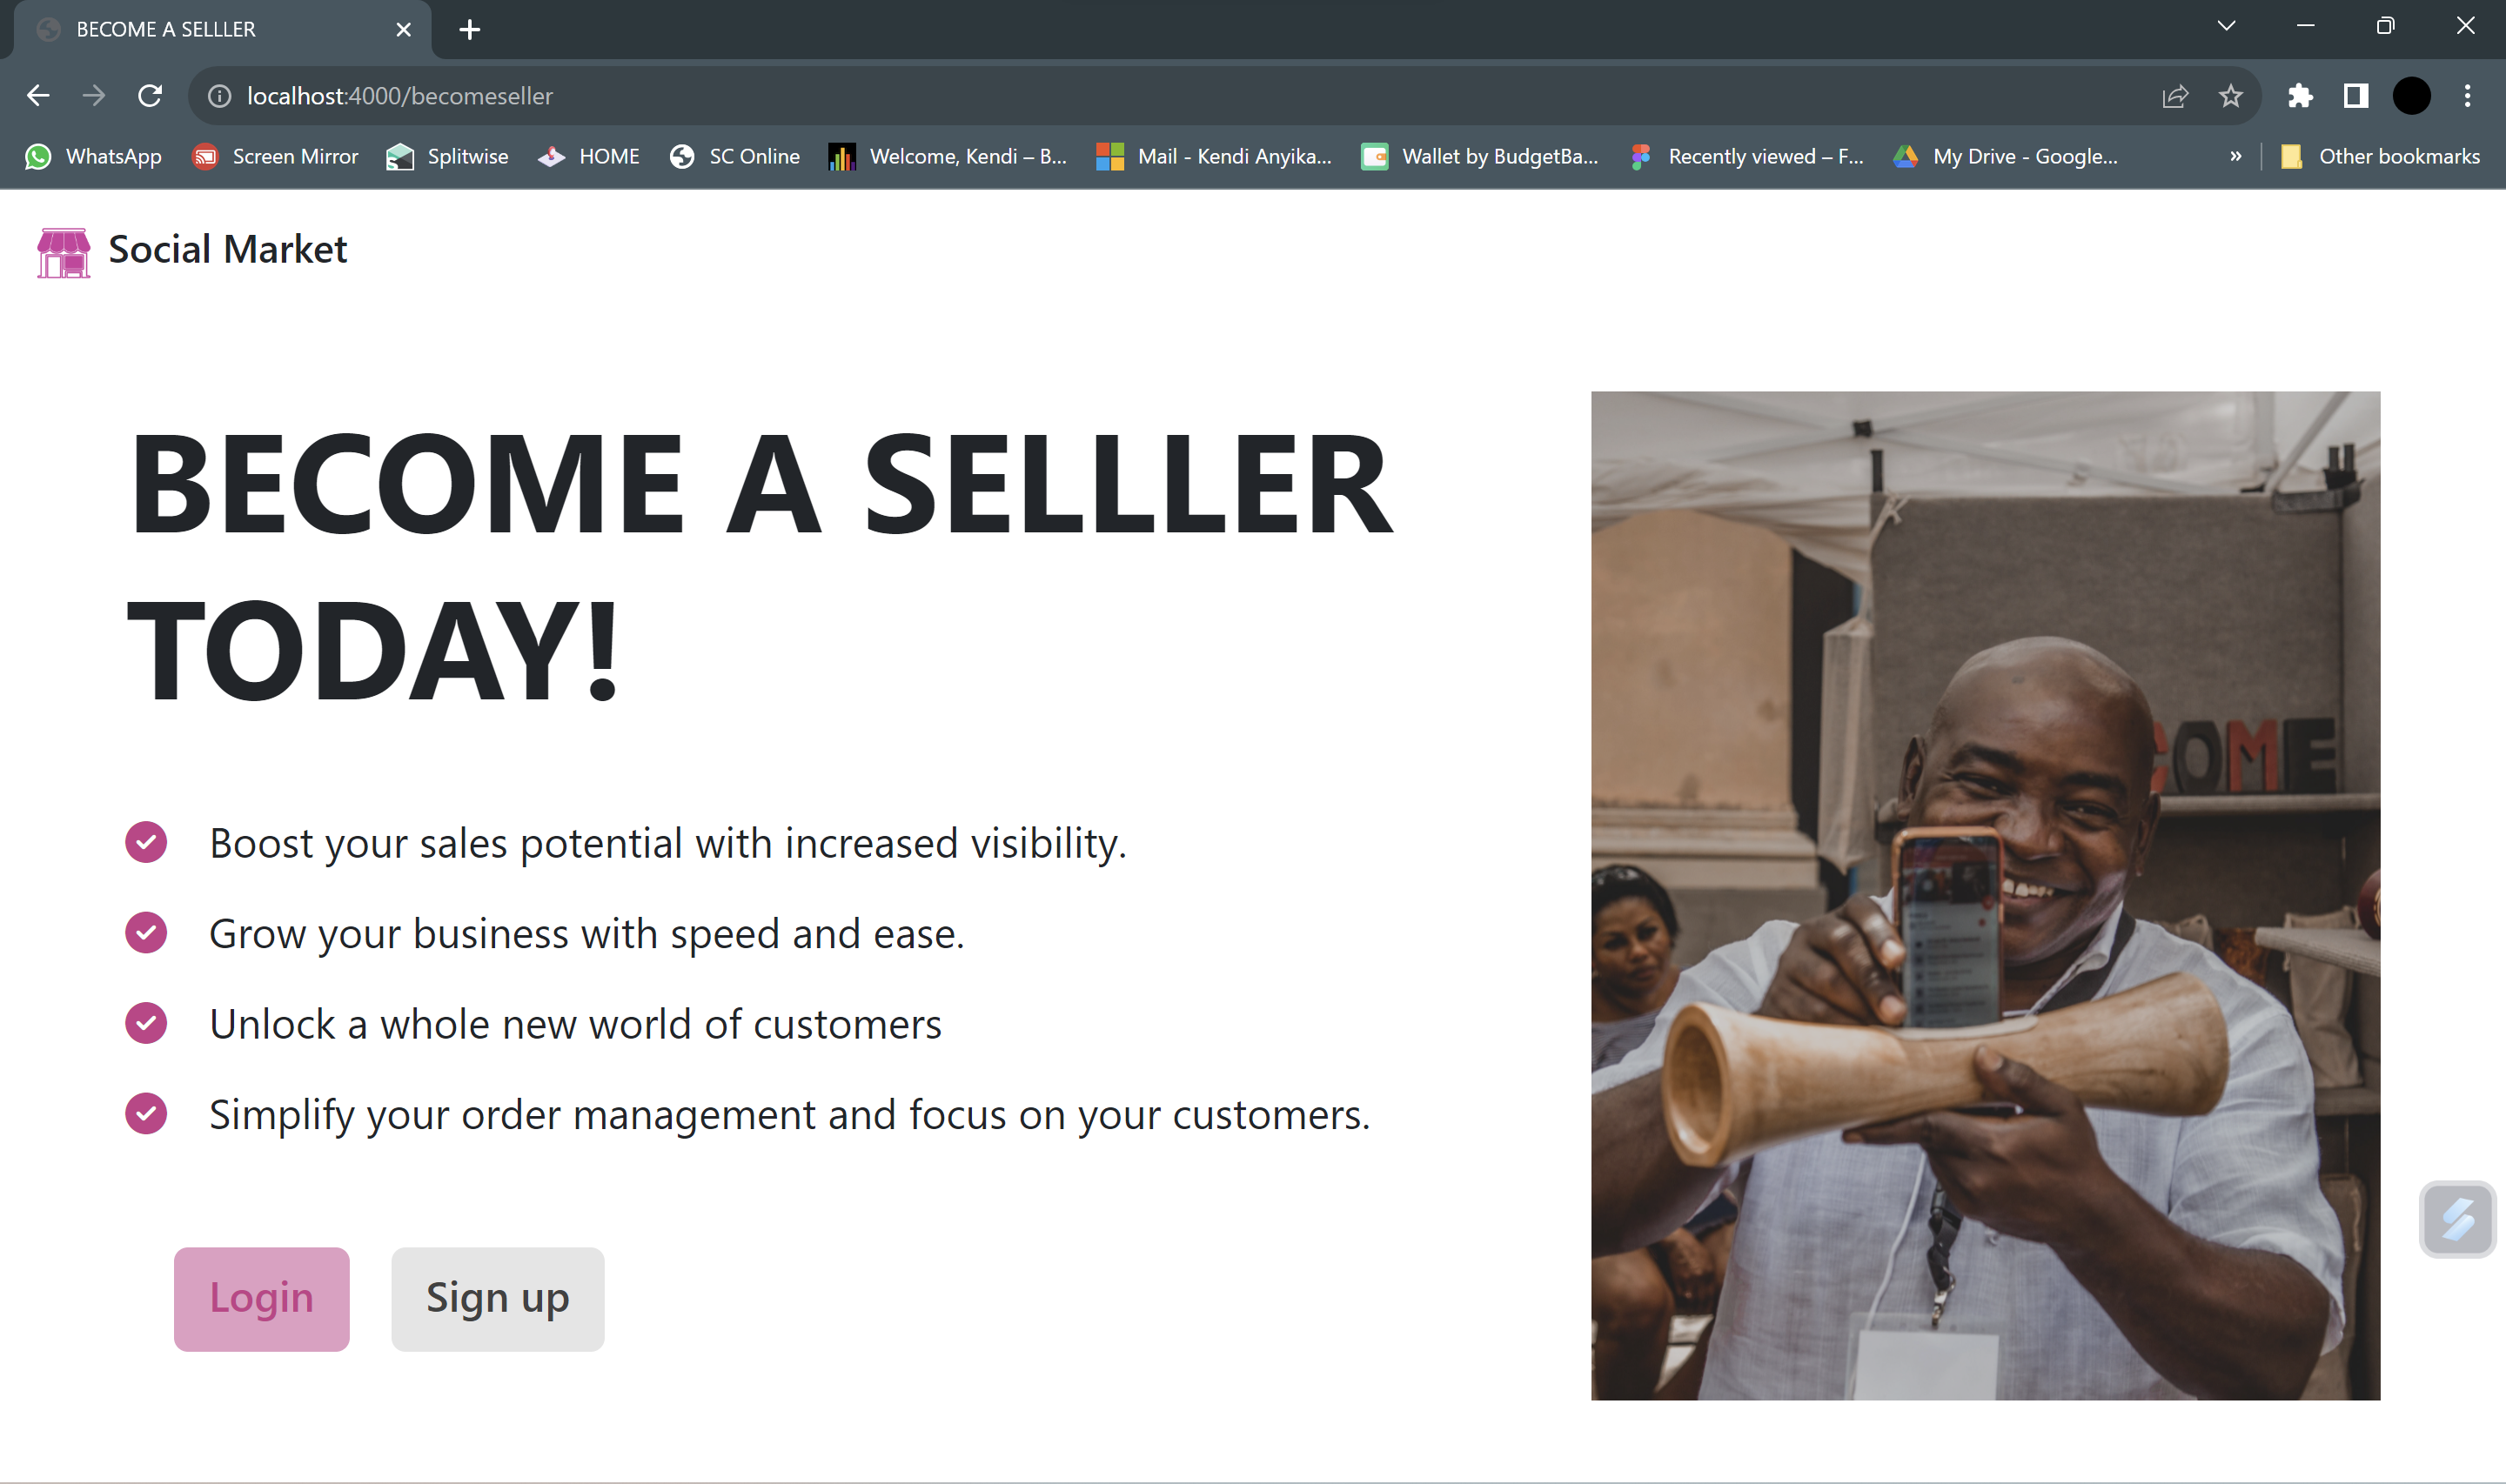 BECOME A SELLLER
localhost:4000/becomeseller
WhatsApp Screen Mirror Splitwise HOME SC Online Welcome, Kendi – B... Mail - Kendi Anyika... Wallet by BudgetBa... Recently viewed – F... My Drive - Google... » Other bookmarks
Social Market
BECOME A SELLLER
TODAY!
Boost your sales potential with increased visibility.
Grow your business with speed and ease.
Unlock a whole new world of customers
Simplify your order management and focus on your customers.
Login Sign up
COME